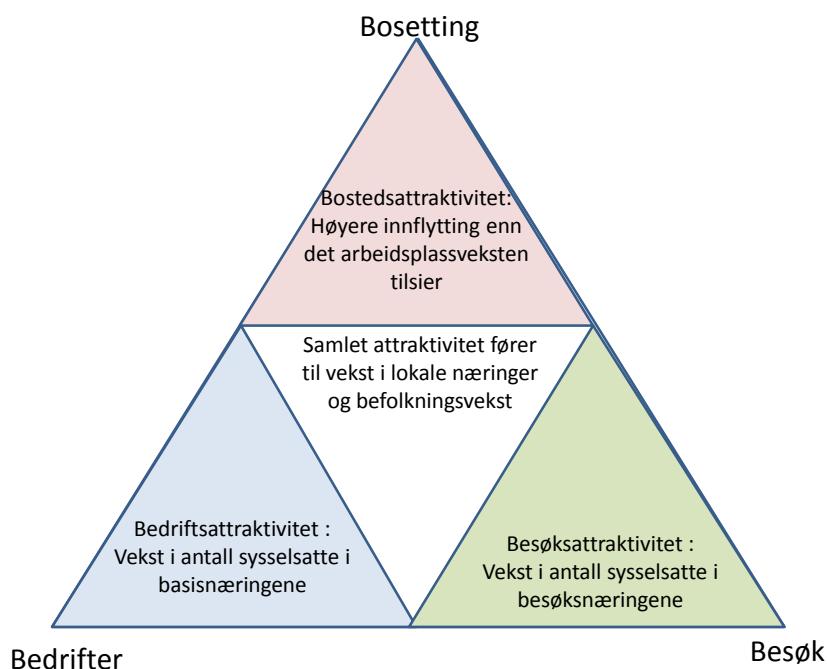 Bosetting
Bostedsattraktivitet:
Høyere innflytting enn
det arbeidsplassveksten
tilsier
Samlet attraktivitet fører
til vekst i lokale næringer
og befolkningsvekst
Bedriftsattraktivitet :
Vekst i antall sysselsatte i
basisnæringene
Besøksattraktivitet :
Vekst i antall sysselsatte i
besøksnæringene
Bedrifter
Besøk